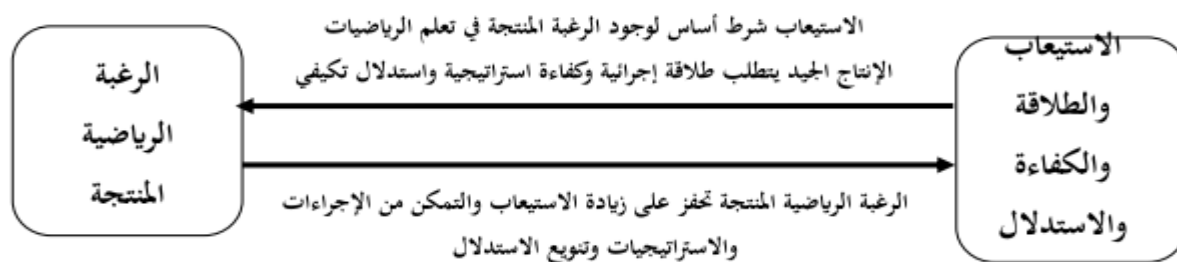 الاستيعاب شرط أساس لوجود الرغبة المنتجة في تعلم الرياضيات
الإنتاج الجيد يتطلب طلاقة إجرائية وكفاءة استراتيجية واستدلال تكيفي
الاستيعاب
والطلاقة
والكفاءة
والاستدلال
الرغبة
الرياضية
المنتجة
الرغبة الرياضية المنتجة تحفز على زيادة الاستيعاب والتمكن من الإجراءات
والاستراتيجيات وتنويع الاستدلال